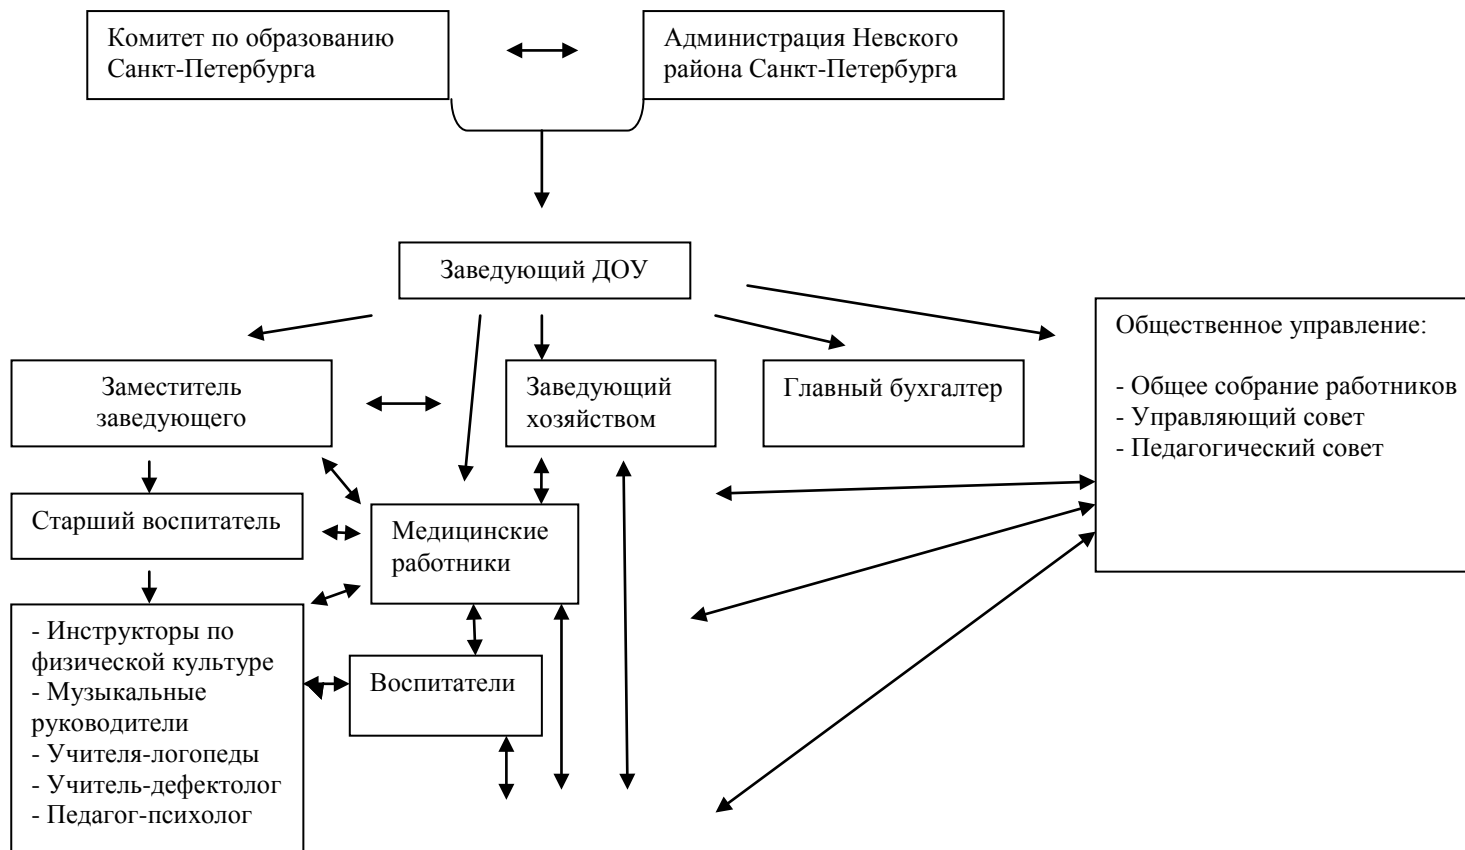 Комитет по образованию
Санкт-Петербурга
Администрация Невского
района Санкт-Петербурга
Заведующий ДОУ
Общественное управление:
- Общее собрание работников
- Управляющий совет
- Педагогический совет
Заместитель
заведующего
Заведующий
хозяйством
Главный бухгалтер
Старший воспитатель
Медицинские
работники
- Инструкторы по
физической культуре
- Музыкальные
руководители
- Учителя-логопеды
- Учитель-дефектолог
- Педагог-психолог
Воспитатели